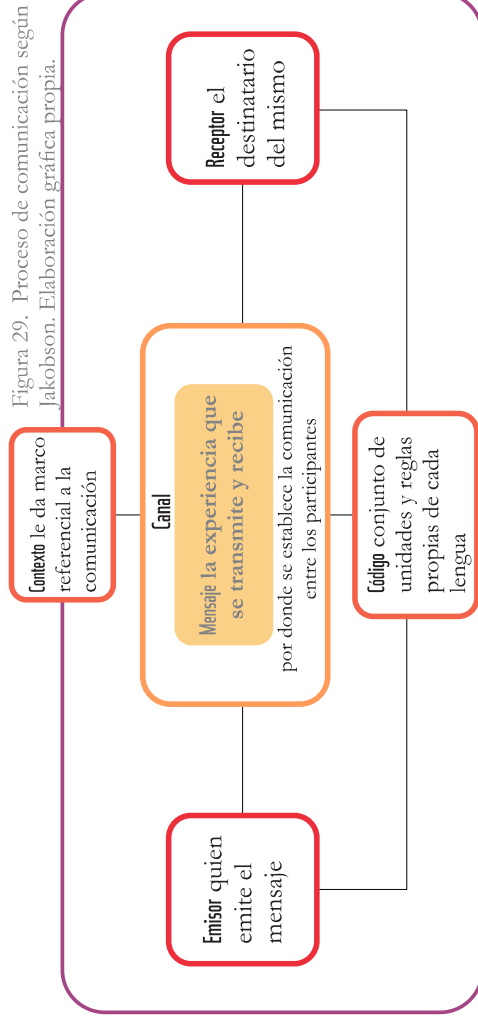 Figura 29. Proceso de comunicación según
Jakobson. Elaboración gráfica propia.
Contexto le da marco
referencial a la
comunicación
Emisor quien
emite el
mensaje
Canal
Mensaje la experiencia que
se transmite y recibe
por donde se establece la comunicación
entre los participantes
Receptor el
destinatario
del mismo
Código conjunto de
unidades y reglas
propias de cada
lengua